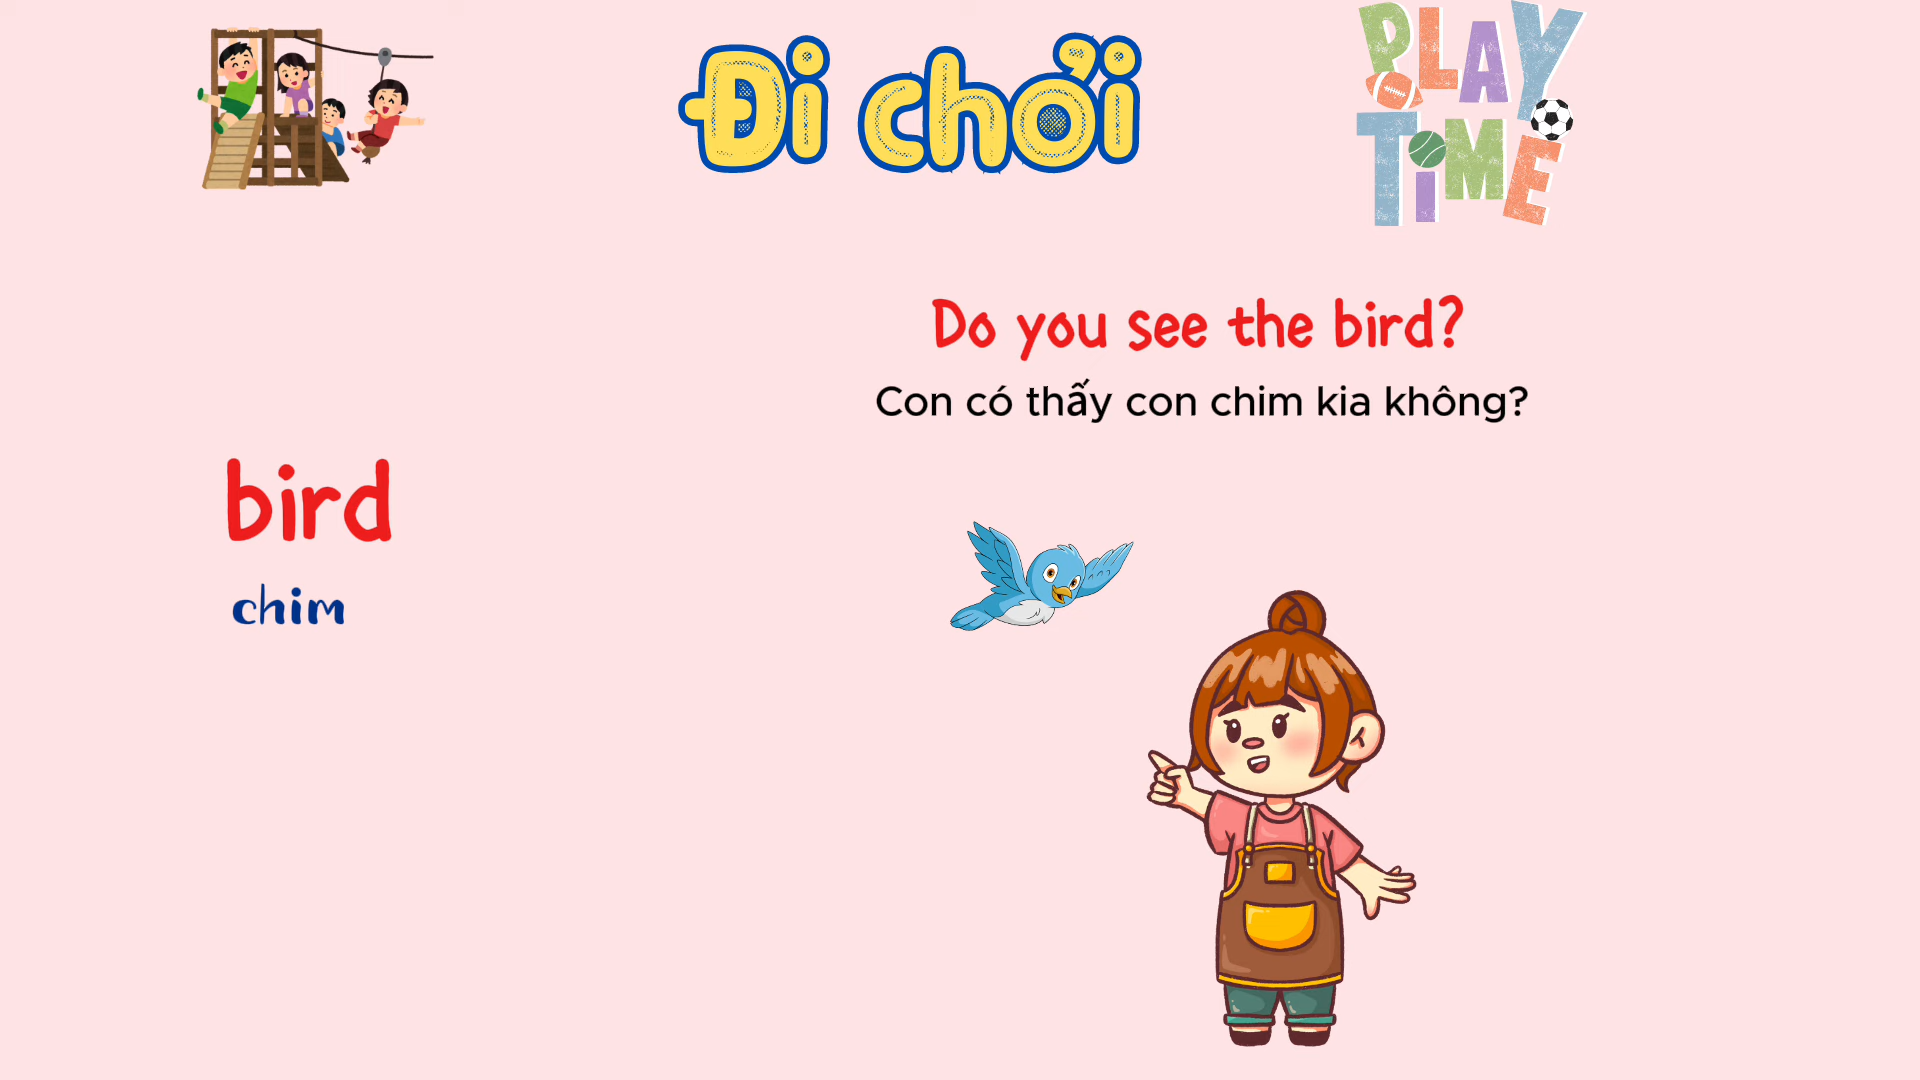 Đi chơi
PLAY
TIME
Do you see the bird?
Con có thấy con chim kia không?
bird
chim